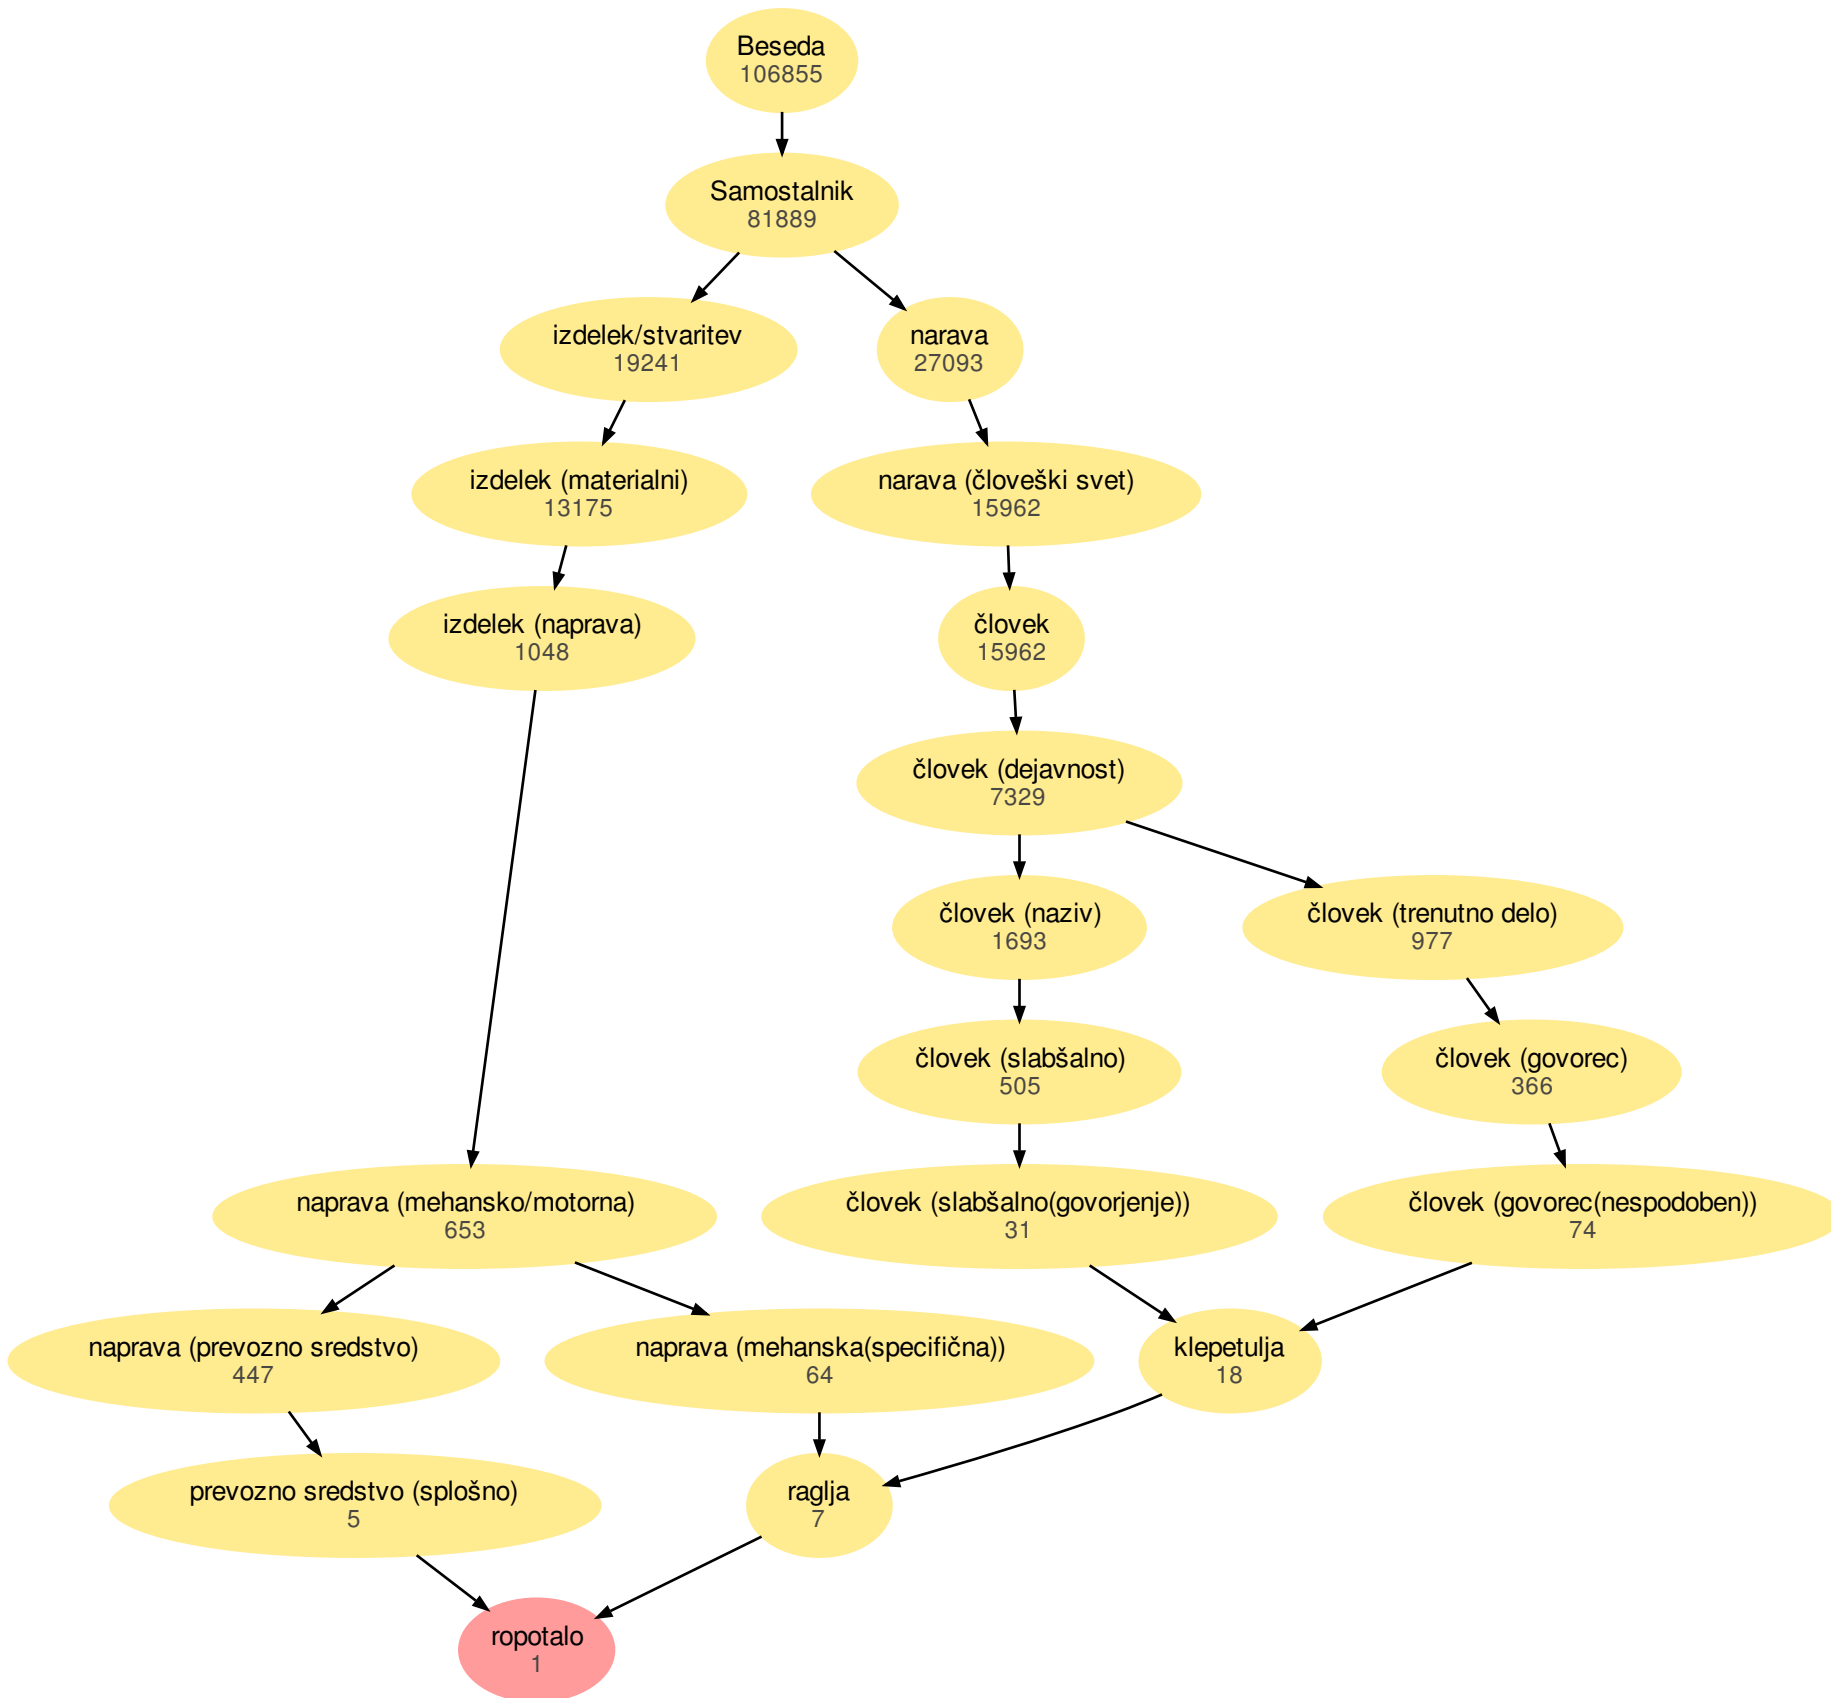 Beseda
106855
Samostalnik
81889
izdelek/stvaritev
19241
narava
27093
izdelek (materialni)
13175
narava (človeški svet)
15962
izdelek (naprava)
1048
človek
15962
človek (dejavnost)
7329
človek (naziv)
1693
človek (trenutno delo)
977
človek (slabšalno)
505
človek (govorec)
366
naprava (mehansko/motorna)
653
človek (slabšalno(govorjenje))
31
človek (govorec(nespodoben))
74
naprava (prevozno sredstvo)
447
naprava (mehanska(specifična))
64
klepetulja
18
prevozno sredstvo (splošno)
5
raglja
7
ropotalo
1